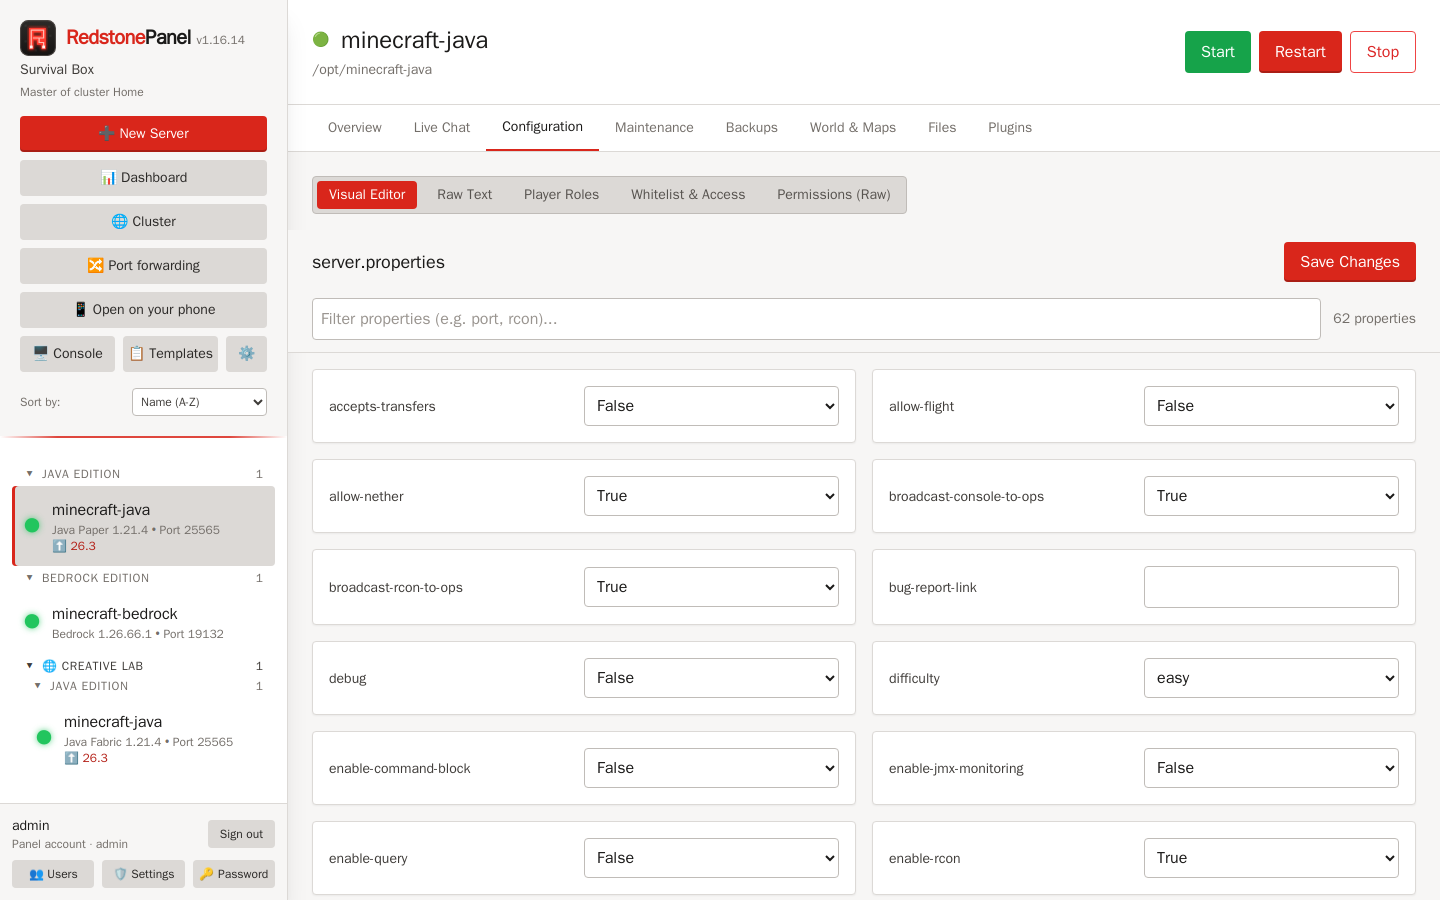 RedstonePanel v1.16.14
Survival Box
Master of cluster Home
➕ New Server
📊 Dashboard
🌐 Cluster
🔀 Port forwarding
📱 Open on your phone
🖥️ Console
📋 Templates
⚙️
Sort by:
Name (A-Z)
▼ JAVA EDITION 1
minecraft-java
Java Paper 1.21.4 • Port 25565
⬆️ 26.3
▼ BEDROCK EDITION 1
minecraft-bedrock
Bedrock 1.26.66.1 • Port 19132
▼ 🌐 CREATIVE LAB 1
▼ JAVA EDITION 1
minecraft-java
Java Fabric 1.21.4 • Port 25565
⬆️ 26.3
admin
Panel account · admin
Sign out
👥 Users
🛡️ Settings
🔑 Password
minecraft-java
/opt/minecraft-java
Start
Restart
Stop
Overview
Live Chat
Configuration
Maintenance
Backups
World & Maps
Files
Plugins
Visual Editor
Raw Text
Player Roles
Whitelist & Access
Permissions (Raw)
server.properties
Save Changes
Filter properties (e.g. port, rcon)...
62 properties
accepts-transfers
False
allow-flight
False
allow-nether
True
broadcast-console-to-ops
True
broadcast-rcon-to-ops
True
bug-report-link
debug
False
difficulty
easy
enable-command-block
False
enable-jmx-monitoring
False
enable-query
False
enable-rcon
True